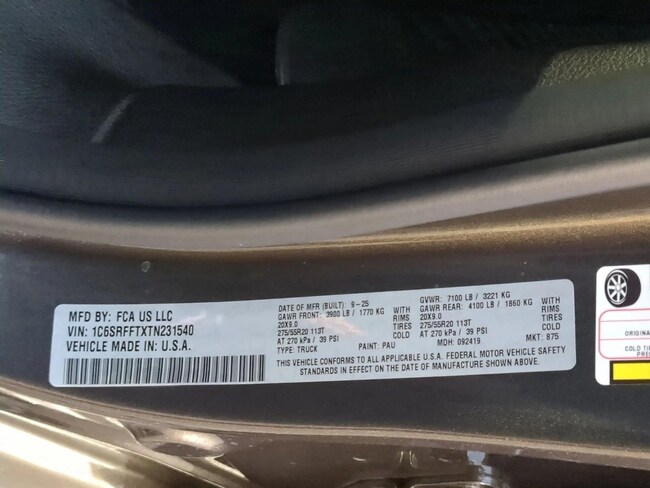 MFD BY: FCA US LLC
VIN: 1C6SRFFTXTN231540
VEHICLE MADE IN: U.S.A.
DATE OF MFR (BUILT): 9-25
GAWR FRONT: 3900 LB / 1770 KG WITH
20X9.0 RIMS
275/55R20 113T TIRES
AT 270 kPa / 39 PSI COLD
TYPE: TRUCK PAINT: PAU
GVWR: 7100 LB / 3221 KG
GAWR REAR: 4100 LB / 1860 KG WITH
20X9.0 RIMS
275/55R20 113T TIRES
AT 270 kPa / 39 PSI COLD
MDH: 092419 MKT: 875
THIS VEHICLE CONFORMS TO ALL APPLICABLE U.S.A. FEDERAL MOTOR VEHICLE SAFETY
STANDARDS IN EFFECT ON THE DATE OF MANUFACTURE SHOWN ABOVE.
ORIGINA
COLD TI
PRES